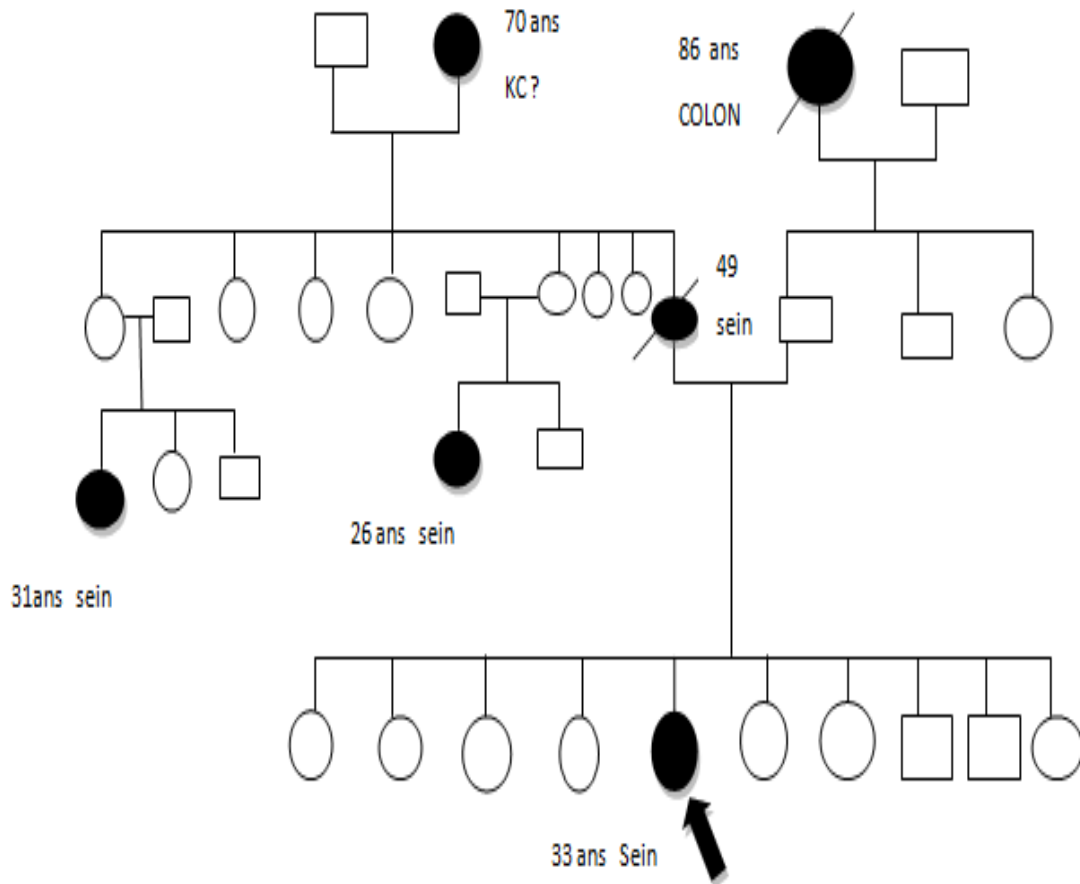 70 ans
KC ?
86 ans
COLON
49
sein
26 ans sein
31ans sein
33 ans Sein